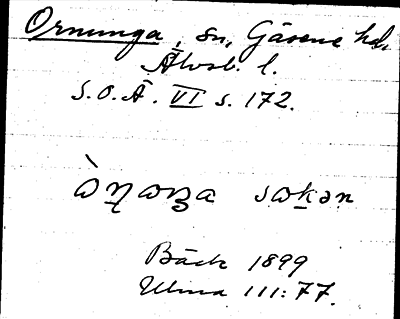 Ornunga, sn, Gäsene hd,
Älvsb. l.
S.O.Ä. VI s. 172.
Bäck 1899
Ulma 111:77.